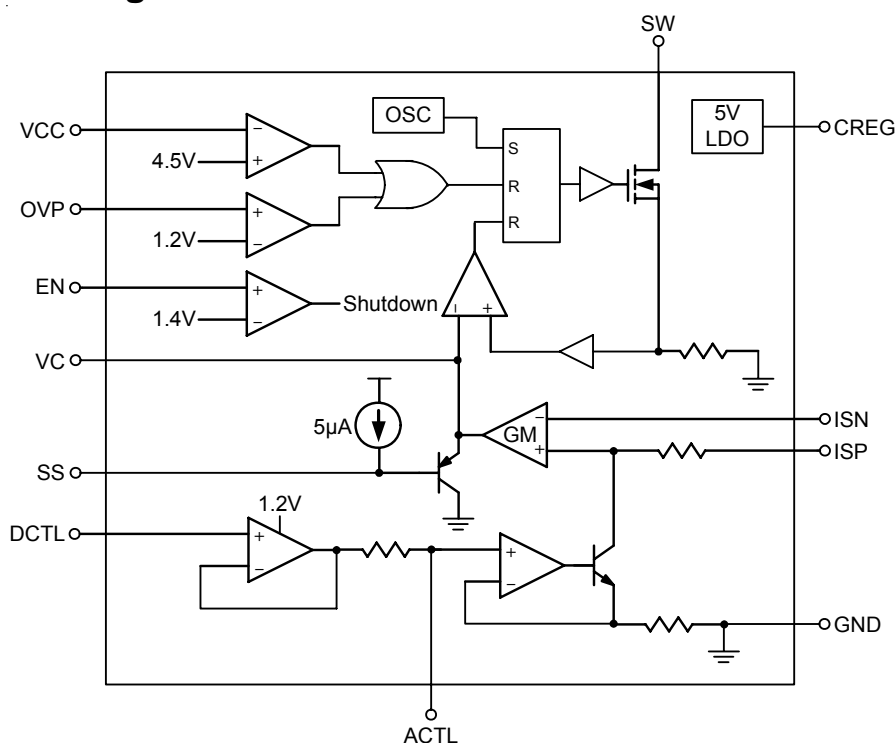 SW
VCC
−
4.5V
+
OSC
5V
LDO
CREG
S
R
R
OVP
+
1.2V
−
EN
+
1.4V
−
Shutdown
−
+
VC
5µA
GM
−
+
ISN
ISP
SS
1.2V
DCTL
+
−
+
−
GND
ACTL